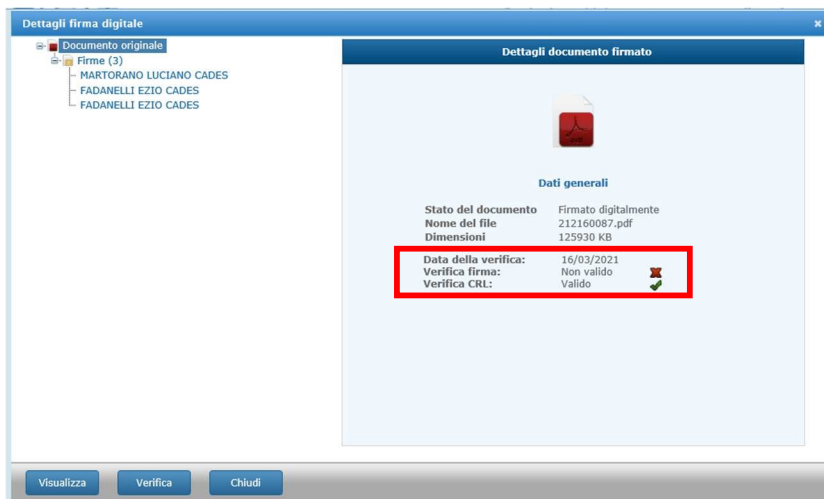 Dettagli firma digitale
Documento originale
Firme (3)
MARTORANO LUCIANO CADES
FADANELLI EZIO CADES
FADANELLI EZIO CADES
Dettagli documento firmato
Dati generali
Stato del documento Firmato digitalmente
Nome del file 212160087.pdf
Dimensioni 125930 KB
Data della verifica: 16/03/2021
Verifica firma: Non valido
Verifica CRL: Valido
Visualizza Verifica Chiudi